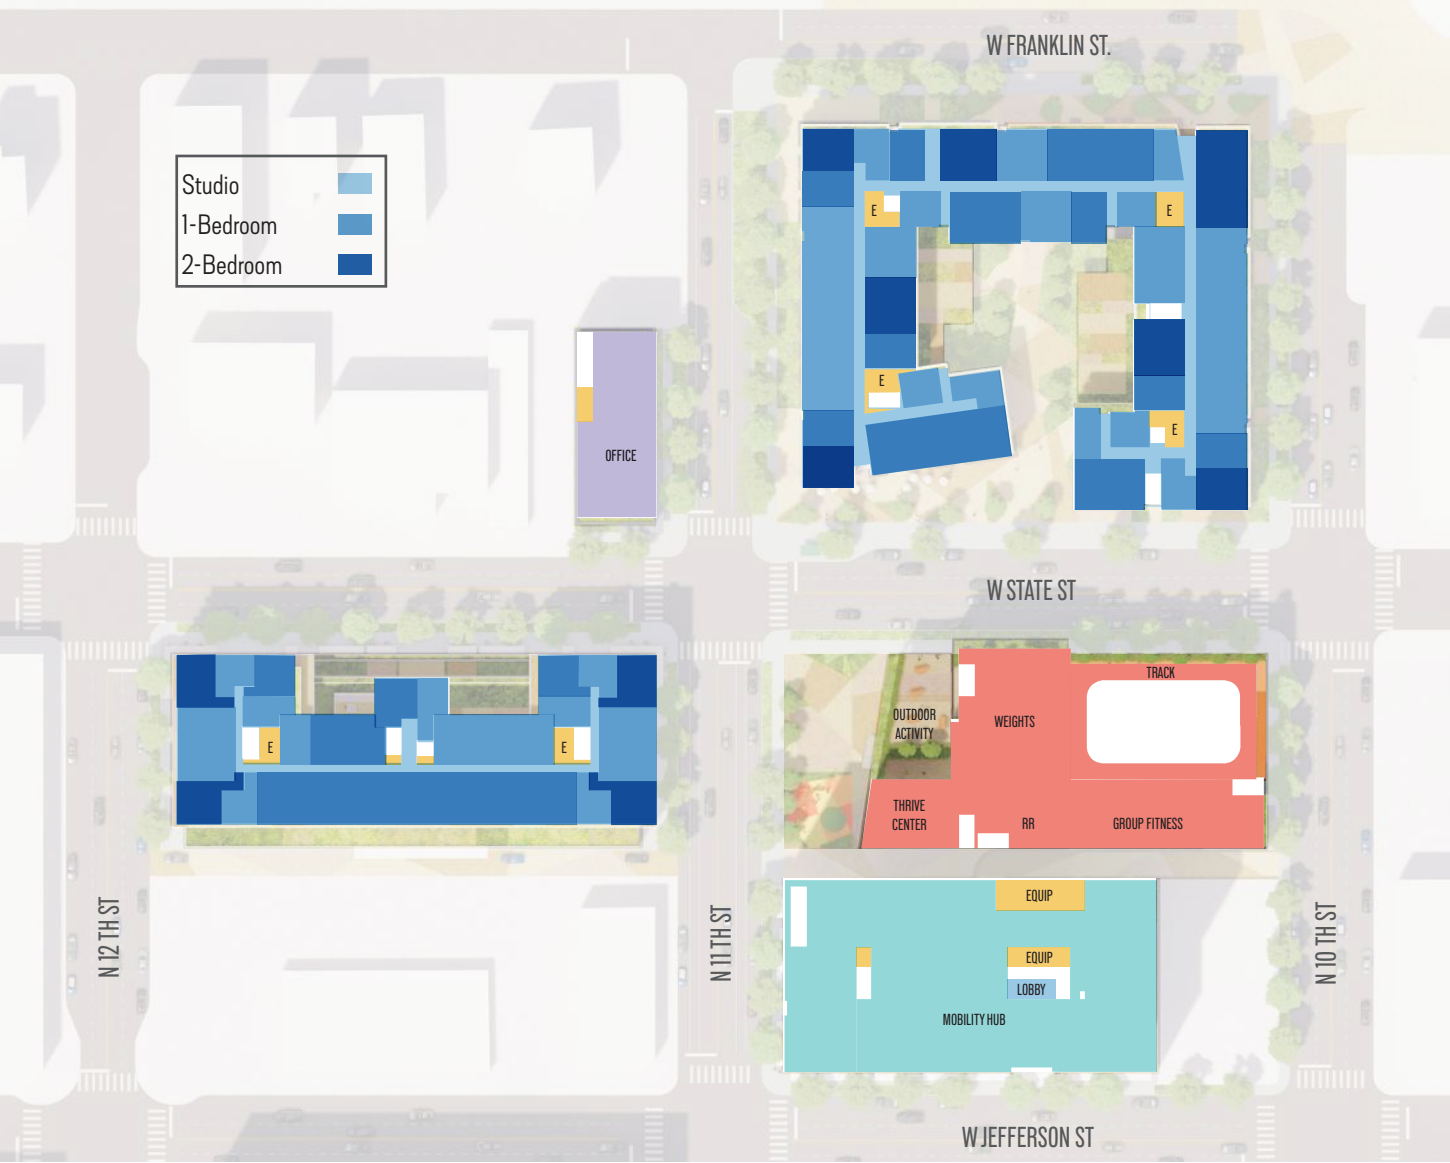 W FRANKLIN ST.
Studio
1-Bedroom
2-Bedroom
E
E
E
E
OFFICE
W STATE ST
TRACK
OUTDOOR
ACTIVITY
WEIGHTS
E
E
THRIVE
CENTER
RR
GROUP FITNESS
EQUIP
EQUIP
LOBBY
MOBILITY HUB
N 12 TH ST
N 11 TH ST
N 10 TH ST
W JEFFERSON ST